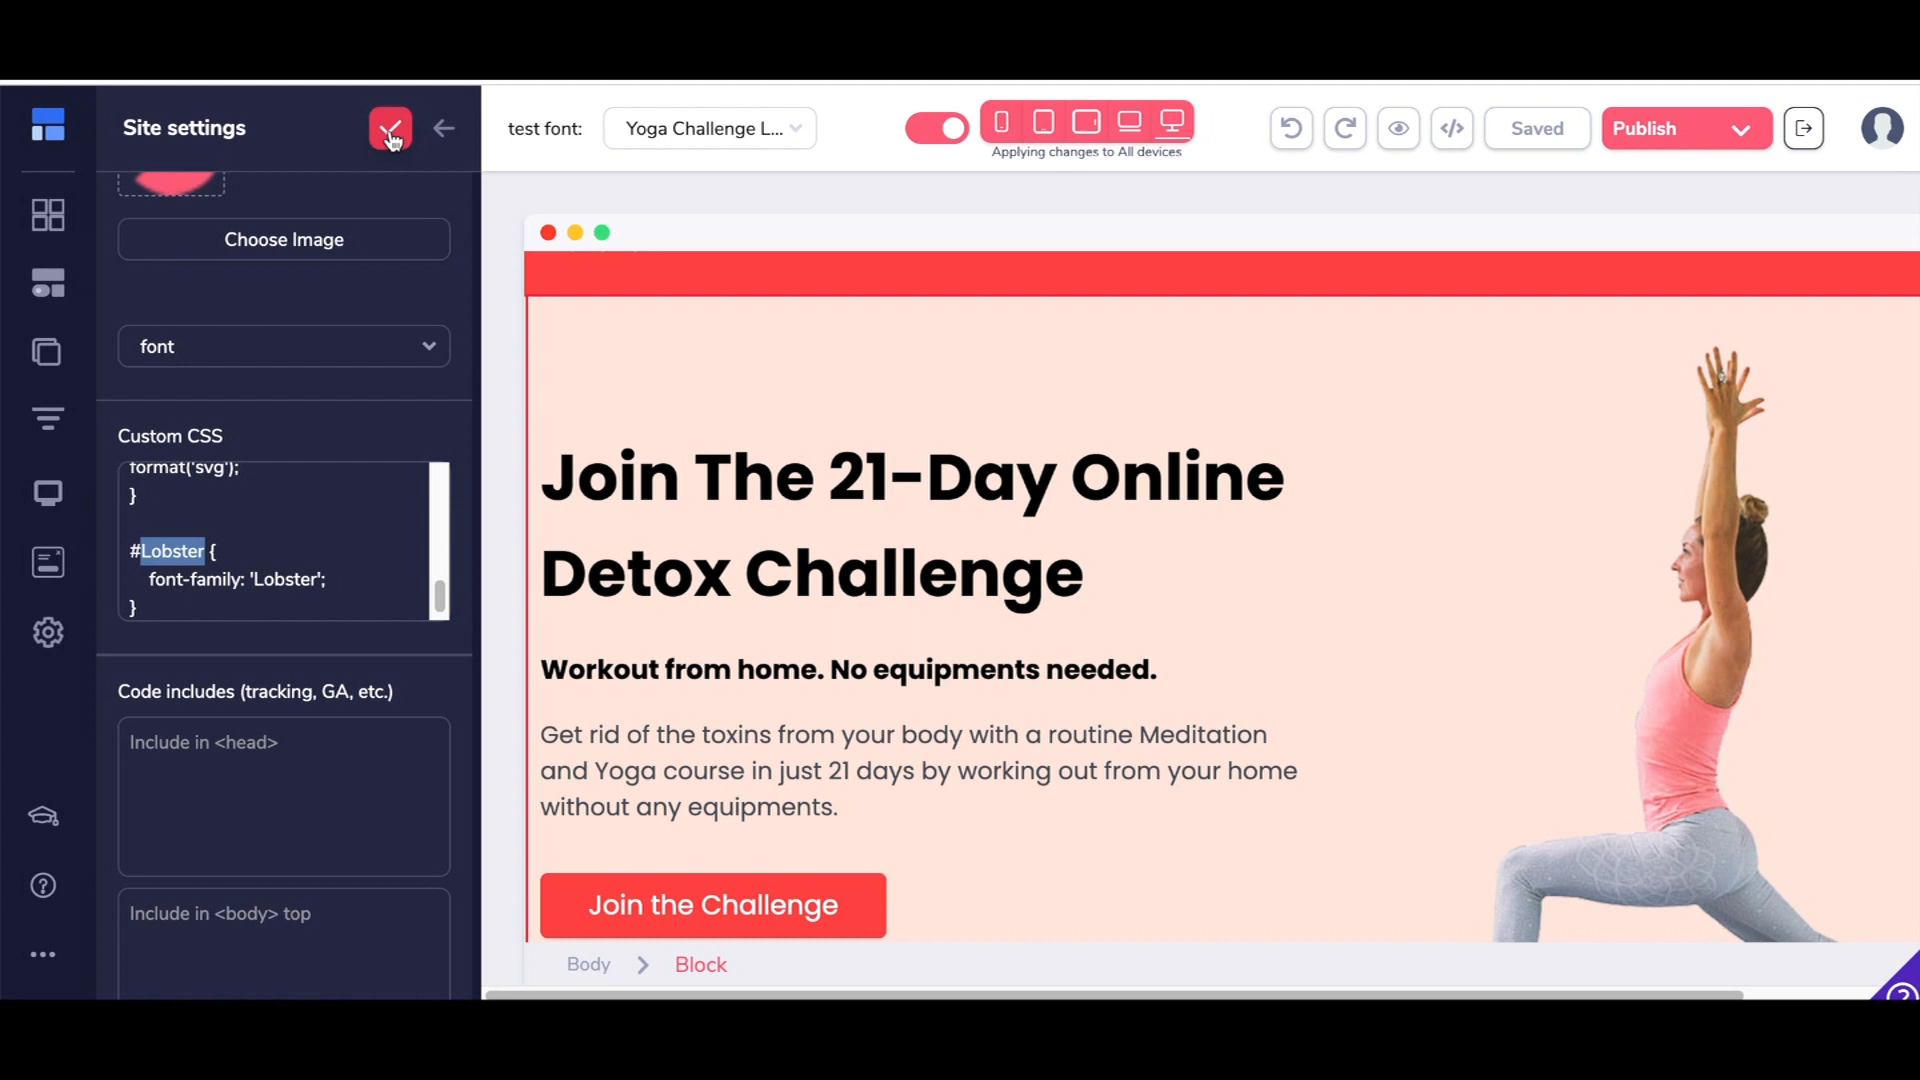 Site settings
test font:
Yoga Challenge L...
Applying changes to All devices
Saved
Publish
Choose Image
font
Custom CSS
format('svg');
}
#Lobster {
font-family: 'Lobster';
}
Code includes (tracking, GA, etc.)
Include in <head>
Include in <body> top
Join The 21-Day Online
Detox Challenge
Workout from home. No equipments needed.
Get rid of the toxins from your body with a routine Meditation
and Yoga course in just 21 days by working out from your home
without any equipments.
Join the Challenge
Body > Block